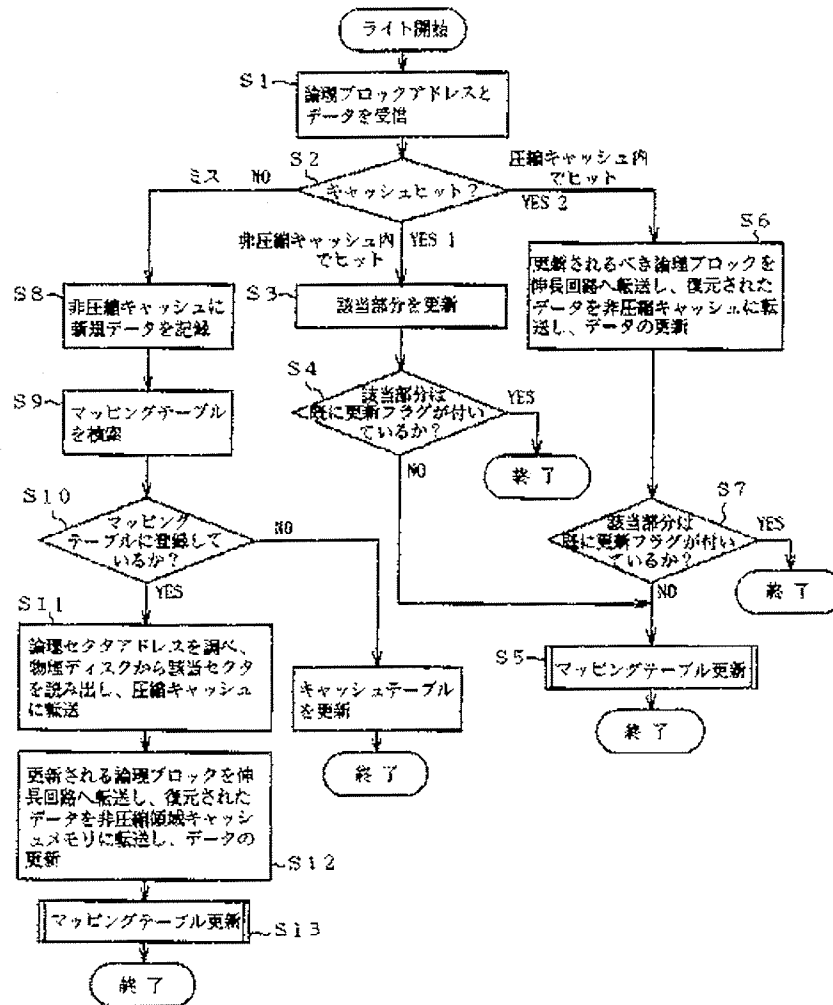 ライト開始
S1
論理ブロックアドレスと
データを受信
S2
キャッシュヒット？
ミス NO
圧縮キャッシュ内
でヒット
YES 2
非圧縮キャッシュ内
でヒット
YES 1
S6
更新されるべき論理ブロックを
伸長回路へ転送し、復元された
データを非圧縮キャッシュに転
送し、データの更新
S8
非圧縮キャッシュに
新規データを記録
S3
該当部分を更新
S9
マッピングテーブル
を検索
S4
該当部分は
既に更新フラグが付い
ているか？
YES
終了
NO
S10
マッピング
テーブルに登録して
いるか？
NO
YES
S7
該当部分は
既に更新フラグが付い
ているか？
YES
終了
NO
S11
論理セクタアドレスを調べ、
物理ディスクから該当セクタ
を読み出し、圧縮キャッシュ
に転送
キャッシュテーブル
を更新
終了
S5
マッピングテーブル更新
終了
更新される論理ブロックを伸
長回路へ転送し、復元された
データを非圧縮領域キャッ
シュメモリに転送し、データの
更新
S12
マッピングテーブル更新
S13
終了